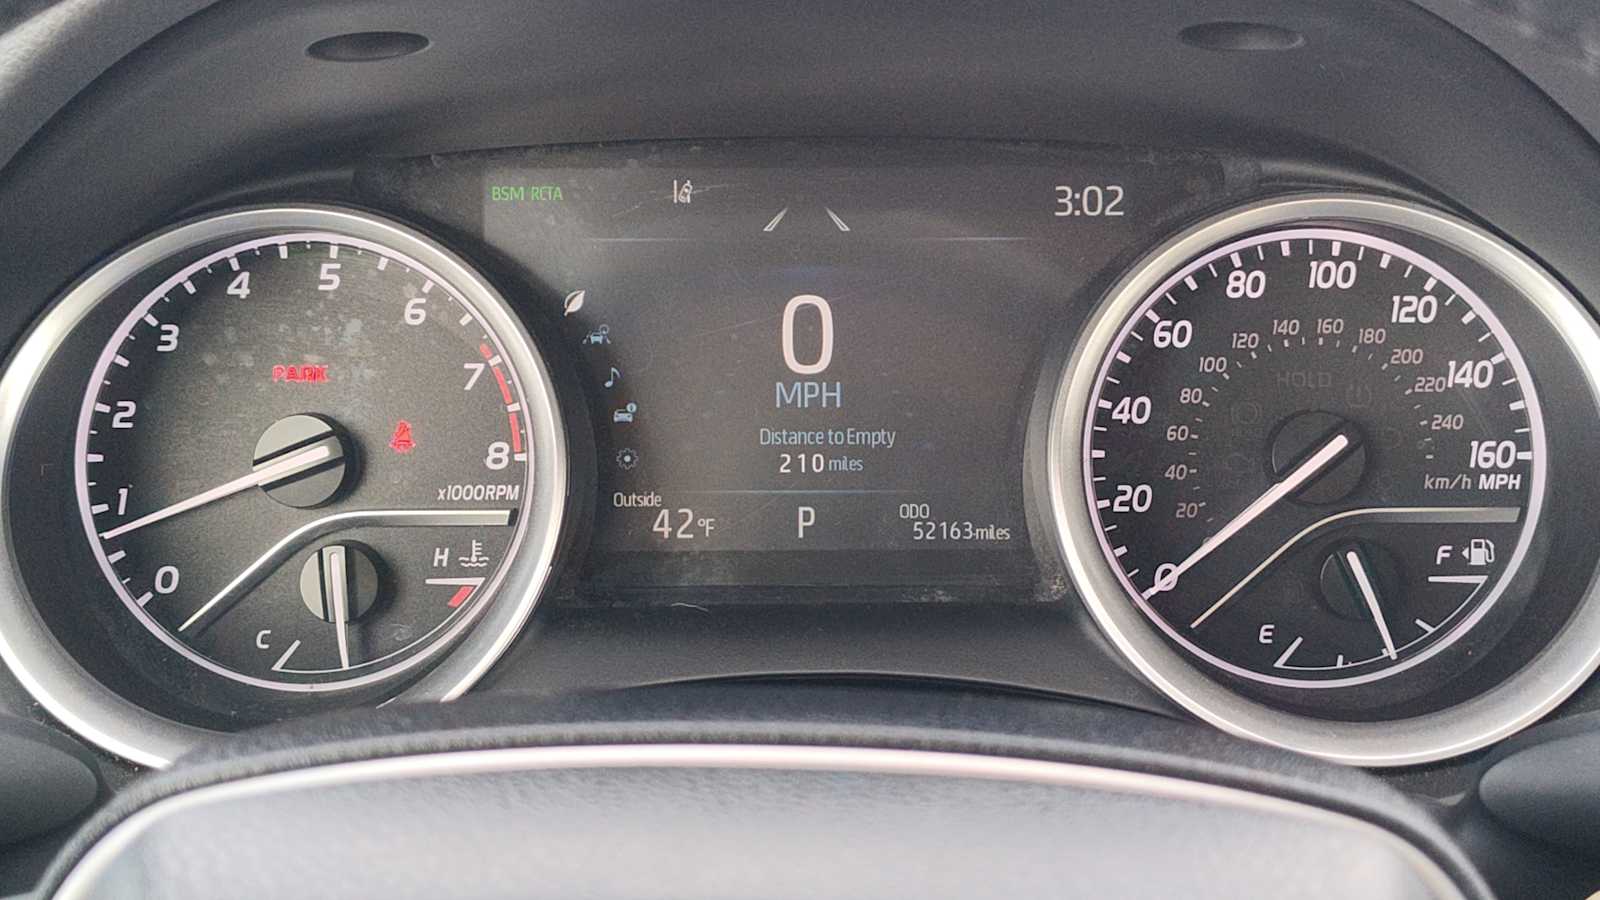 BSM RCTA
3:02
0
1
2
3
4
5
6
7
8
PARK
x1000RPM
H
C
0
MPH
Distance to Empty
210 miles
Outside
42°F
P
ODO
52163 miles
0
20
40
60
80
100
120
140
160
20
40
60
80
100
120
140
160
180
200
220
240
HOLD
km/h MPH
F
E